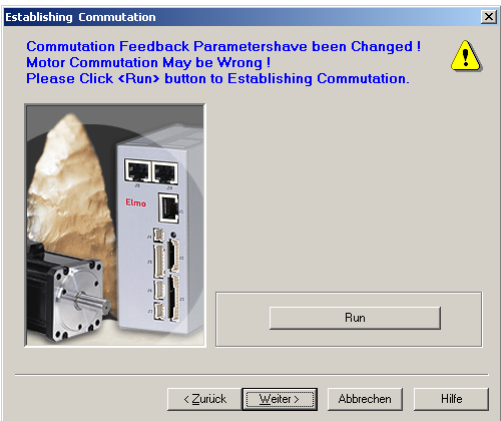 Establishing Commutation
Commutation Feedback Parametershave been Changed !
Motor Commutation May be Wrong !
Please Click <Run> button to Establishing Commutation.
Elmo
Run
< Zurück
Weiter >
Abbrechen
Hilfe